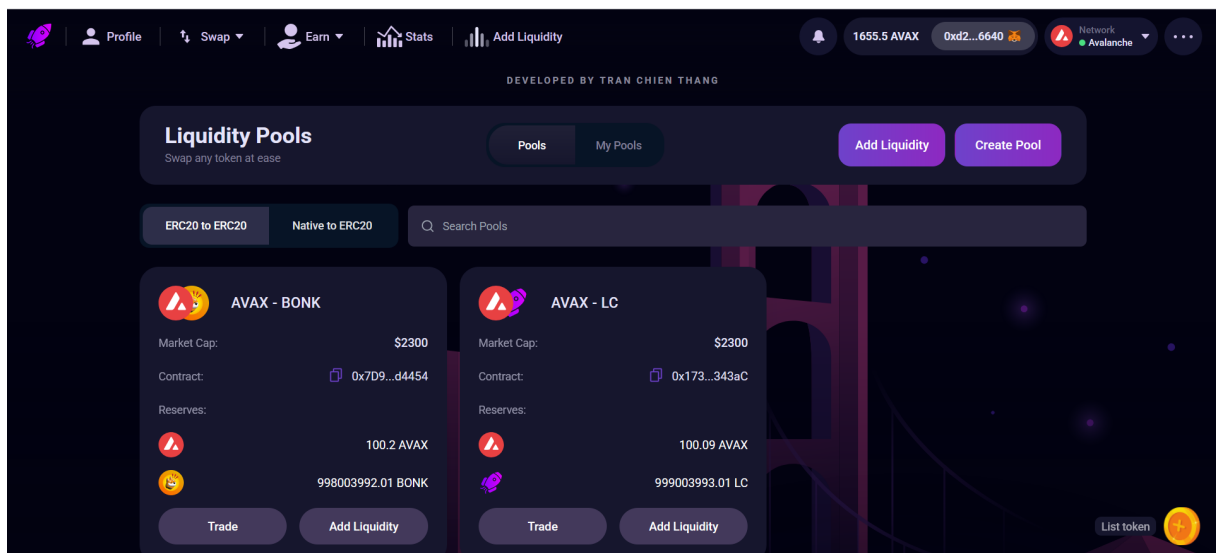 Profile
Swap
Earn
Stats
Add Liquidity
1655.5 AVAX
0xd2...6640
Network
Avalanche
DEVELOPED BY TRAN CHIEN THANG
Liquidity Pools
Swap any token at ease
Pools
My Pools
Add Liquidity
Create Pool
ERC20 to ERC20
Native to ERC20
Search Pools
AVAX - BONK
Market Cap: $2300
Contract: 0x7D9...d4454
Reserves:
100.2 AVAX
998003992.01 BONK
Trade
Add Liquidity
AVAX - LC
Market Cap: $2300
Contract: 0x173...343aC
Reserves:
100.09 AVAX
999003993.01 LC
Trade
Add Liquidity
List token